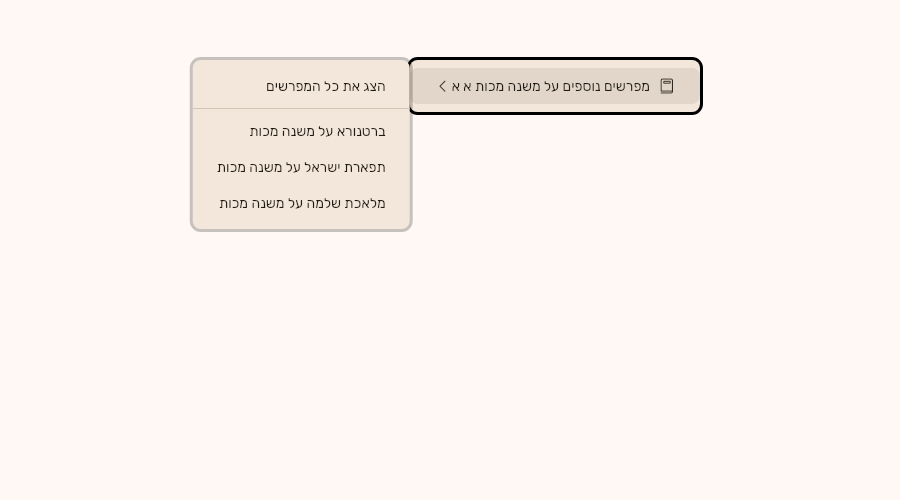 מפרשים נוספים על משנה מכות א א
הצג את כל המפרשים
ברטנורא על משנה מכות
תפארת ישראל על משנה מכות
מלאכת שלמה על משנה מכות